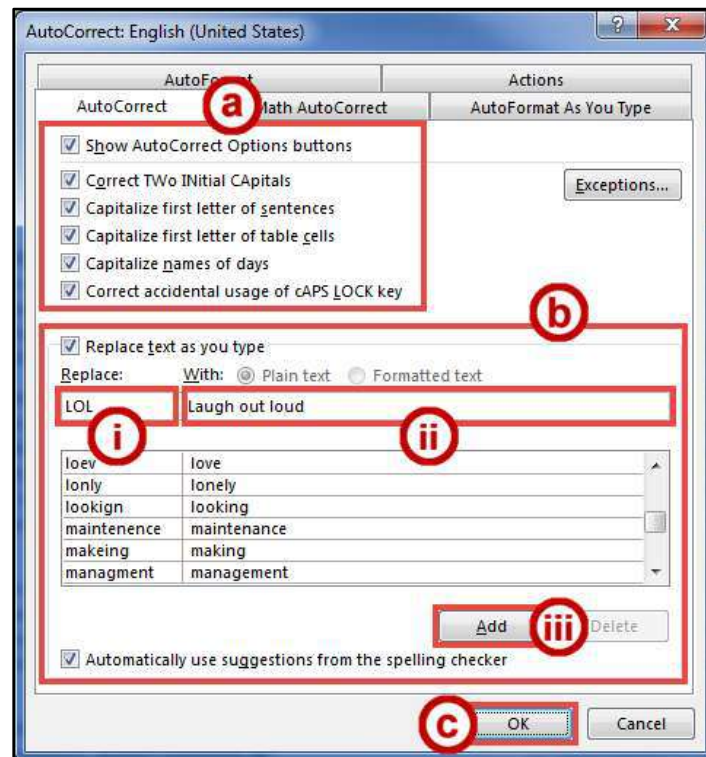 AutoCorrect: English (United States)
Actions
AutoCorrect
Math AutoCorrect
AutoFormat As You Type
a
Show AutoCorrect Options buttons
Correct TWo INitial CApitals
Exceptions...
Capitalize first letter of sentences
Capitalize first letter of table cells
Capitalize names of days
Correct accidental usage of cAPS LOCK key
b
Replace text as you type
Replace: With: Plain text Formatted text
LOL Laugh out loud
i ii
loev love
lonly lonely
lookign looking
maintenence maintenance
makeing making
managment management
Add iii Delete
Automatically use suggestions from the spelling checker
c OK Cancel